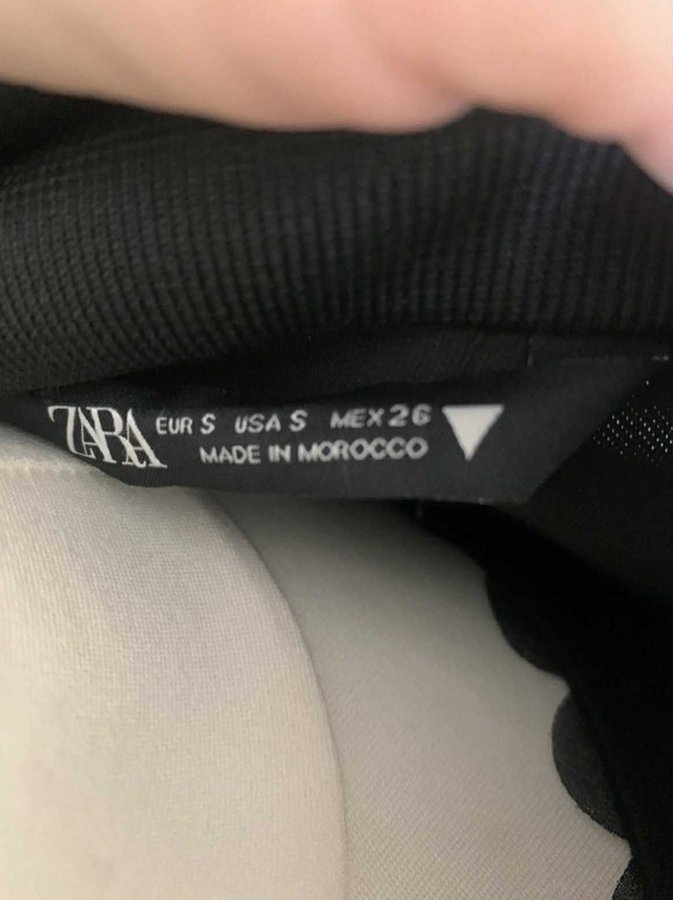 ZARA EUR S USA S MEX 26
MADE IN MOROCCO